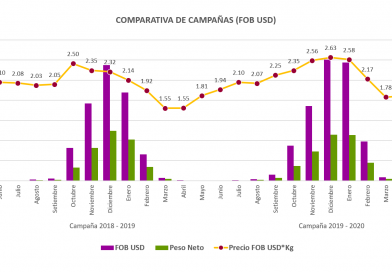 COMPARATIVA DE CAMPAÑAS (FOB USD)
2.08 2.03 2.05 2.50 2.35 2.32 2.14 1.92 1.55 1.55 1.81 1.94 2.10 2.07 2.25 2.35 2.56 2.63 2.58 2.17 1.78
Julio Agosto Setiembre Octubre Noviembre Diciembre Enero Febrero Marzo Abril Mayo Junio Julio Agosto Setiembre Octubre Noviembre Diciembre Enero Febrero Marzo
Campaña 2018 - 2019 Campaña 2019 - 2020
FOB USD Peso Neto Precio FOB USD*Kg